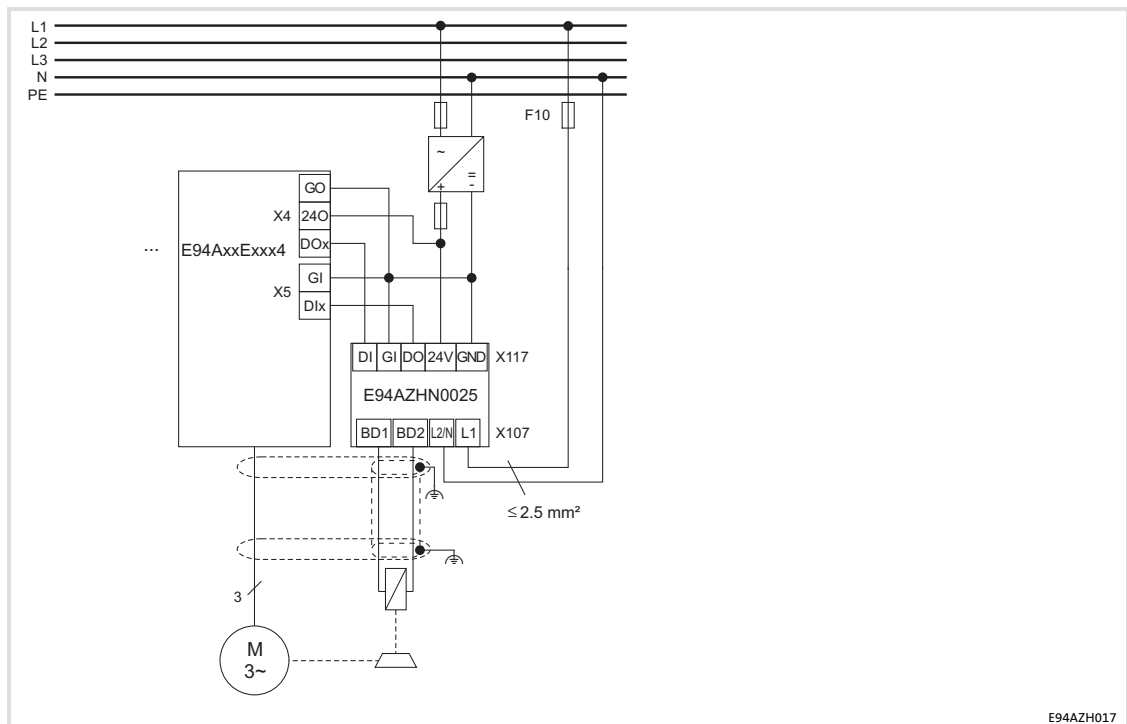 L1
L2
L3
N
PE
F10
~
=
+ -
GO
X4 24O
DOx
... E94AxxExxx4
GI
X5
DIx
DI GI DO 24V GND X117
E94AZHN0025
BD1 BD2 L2/N L1 X107
≤ 2.5 mm²
3
M
3~
E94AZH017